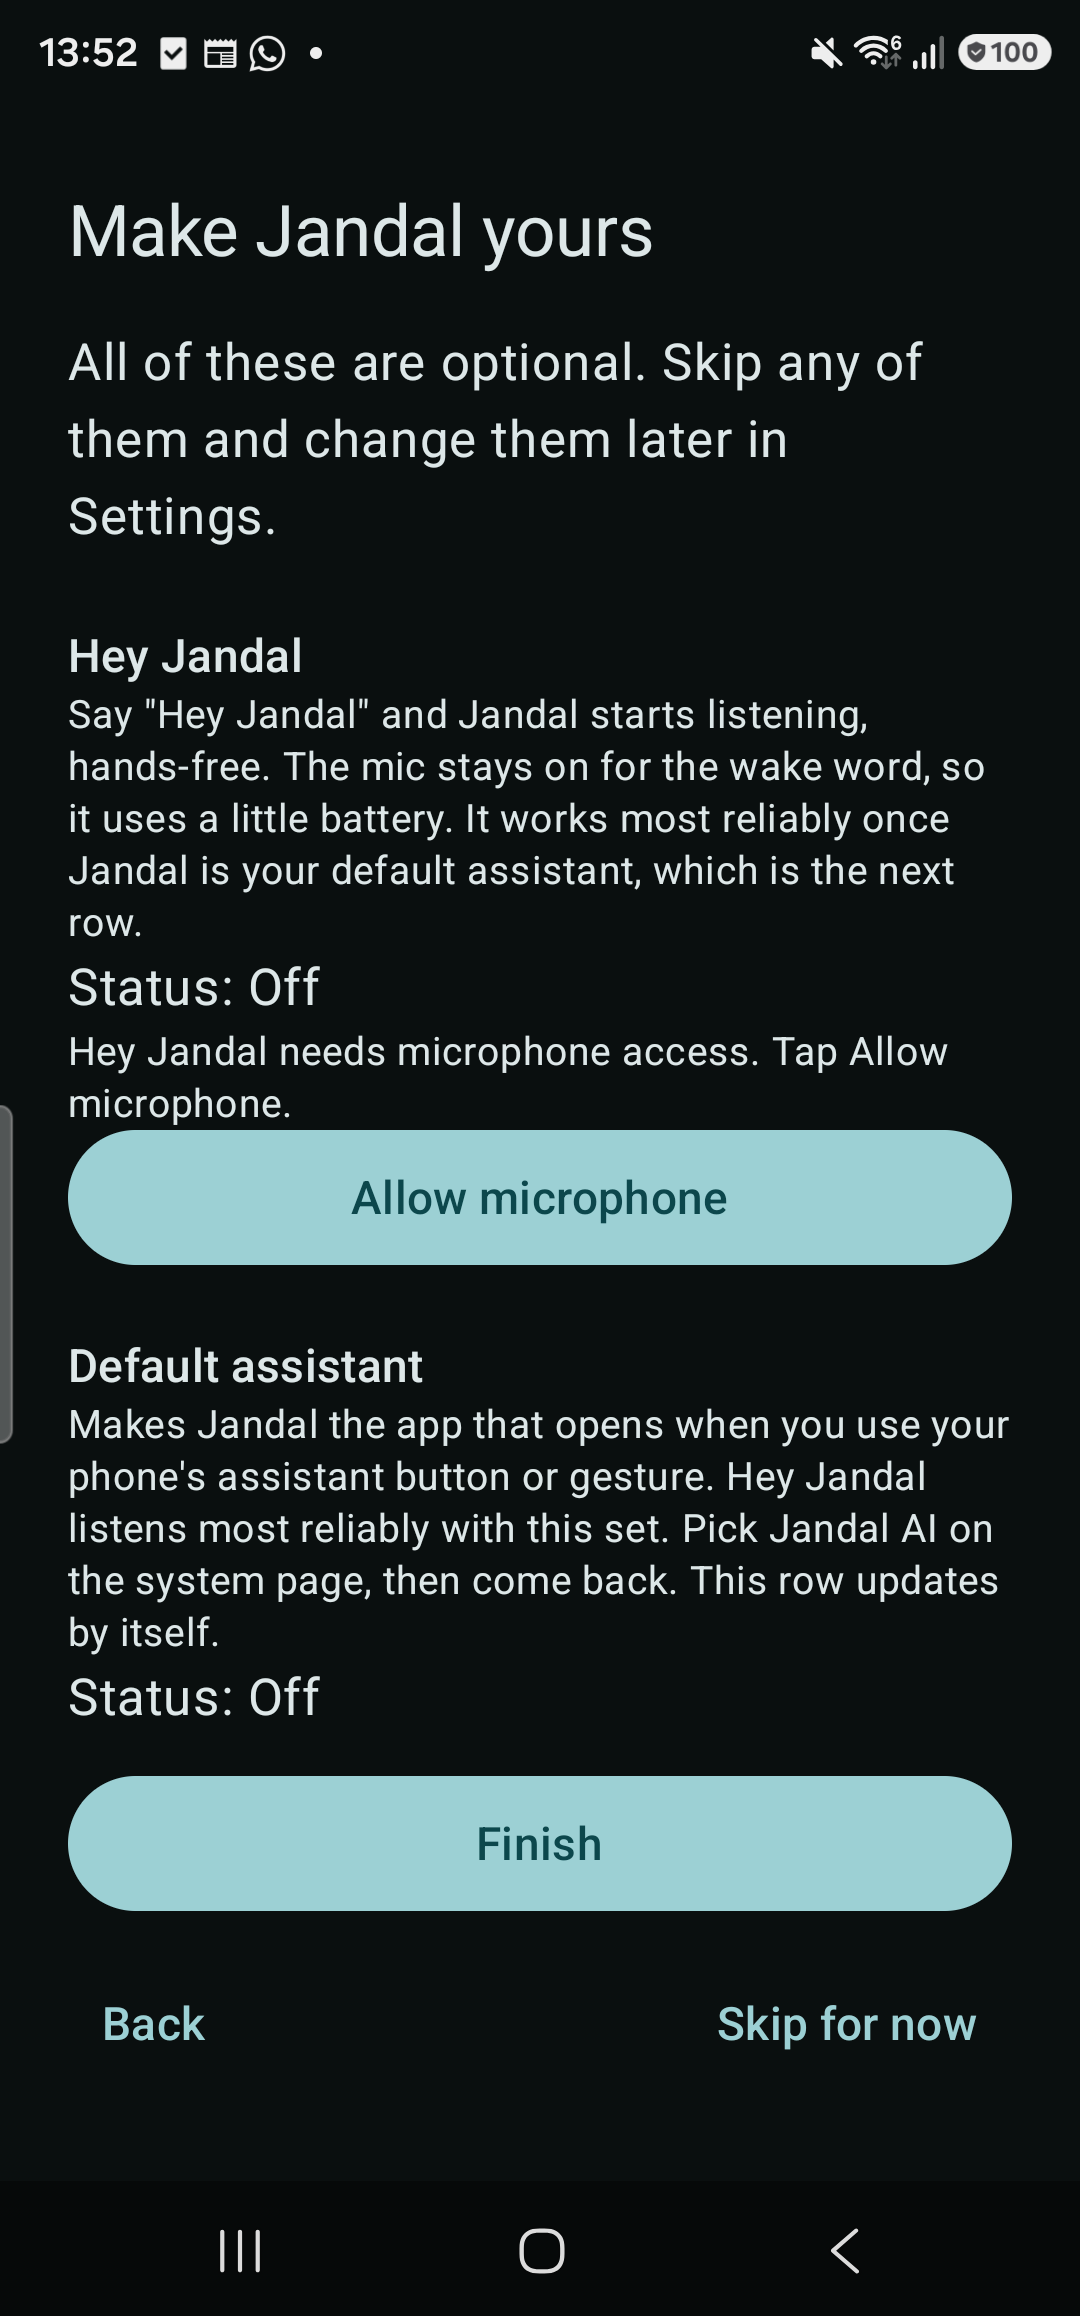 13:52
6
100
Make Jandal yours
All of these are optional. Skip any of
them and change them later in
Settings.
Hey Jandal
Say "Hey Jandal" and Jandal starts listening,
hands-free. The mic stays on for the wake word, so
it uses a little battery. It works most reliably once
Jandal is your default assistant, which is the next
row.
Status: Off
Hey Jandal needs microphone access. Tap Allow
microphone.
Allow microphone
Default assistant
Makes Jandal the app that opens when you use your
phone's assistant button or gesture. Hey Jandal
listens most reliably with this set. Pick Jandal AI on
the system page, then come back. This row updates
by itself.
Status: Off
Finish
Back
Skip for now